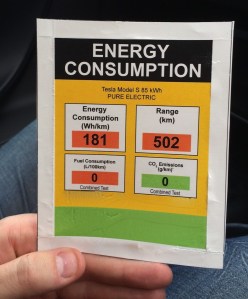 ENERGY
CONSUMPTION
Tesla Model S 85 kWh
PURE ELECTRIC
Energy
Consumption
(Wh/km)
181
Range
(km)
502
Fuel Consumption
(L/100km)
0
Combined Test
CO2 Emissions
(g/km)
0
Combined Test